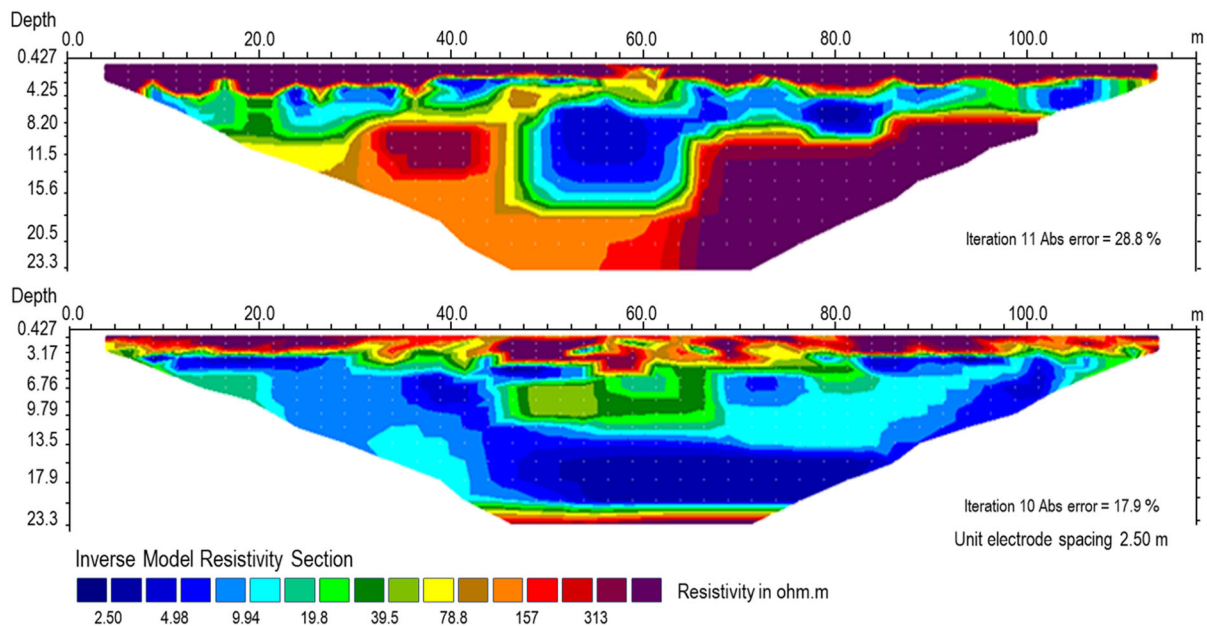 Depth
0.0 20.0 40.0 60.0 80.0 100.0 m
0.427
4.25
8.20
11.5
15.6
20.5
23.3
Iteration 11 Abs error = 28.8 %
Depth
0.0 20.0 40.0 60.0 80.0 100.0 m
0.427
3.17
6.76
9.79
13.5
17.9
23.3
Iteration 10 Abs error = 17.9 %
Unit electrode spacing 2.50 m
Inverse Model Resistivity Section
Resistivity in ohm.m
2.50 4.98 9.94 19.8 39.5 78.8 157 313